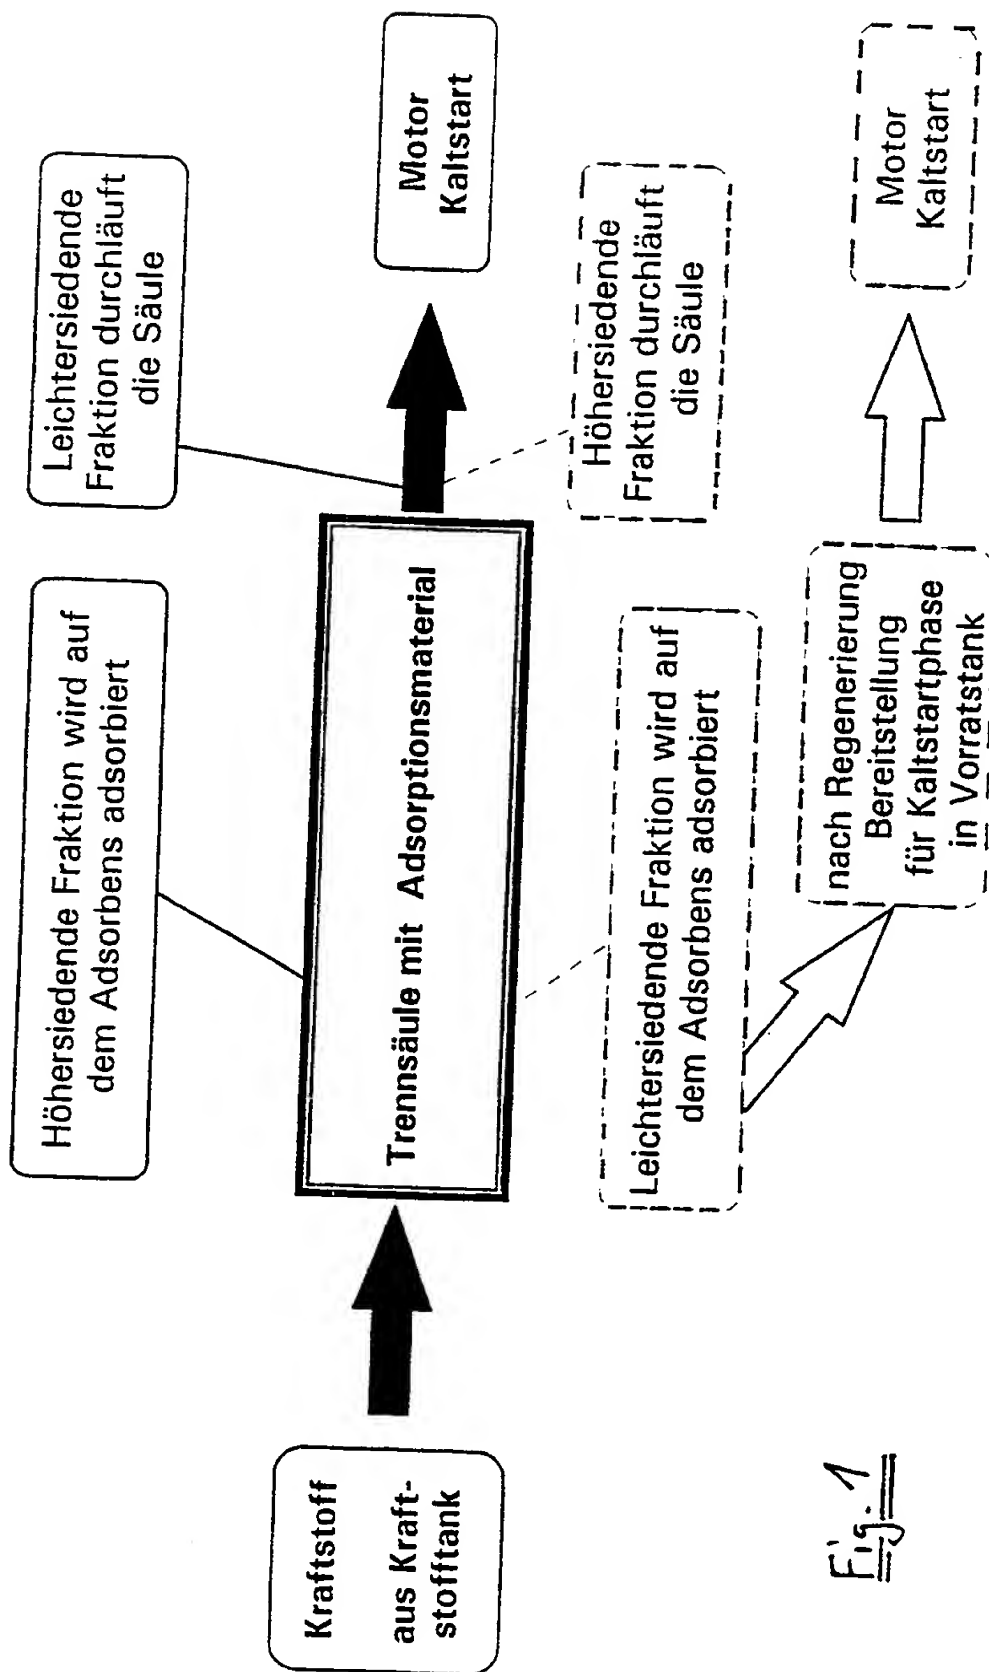 Kraftstoff
aus Kraft-
stofftank
Höhersiedende Fraktion wird auf
dem Adsorbens adsorbiert
Leichtersiedende
Fraktion durchläuft
die Säule
Trennsäule mit Adsorptionsmaterial
Motor
Kaltstart
Leichtersiedende Fraktion wird auf
dem Adsorbens adsorbiert
Höhersiedende
Fraktion durchläuft
die Säule
nach Regenerierung
Bereitstellung
für Kaltstartphase
in Vorratstank
Motor
Kaltstart
Fig. 1